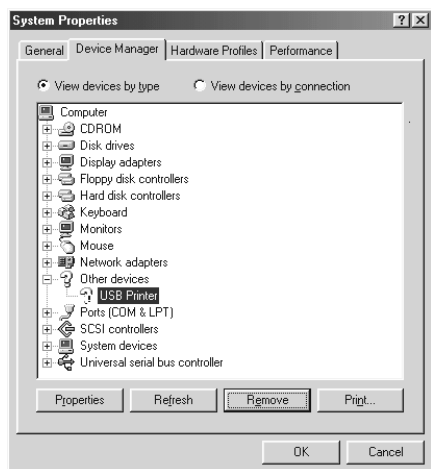 System Properties
General Device Manager Hardware Profiles Performance
View devices by type View devices by connection
Computer
CDROM
Disk drives
Display adapters
Floppy disk controllers
Hard disk controllers
Keyboard
Monitors
Mouse
Network adapters
Other devices
USB Printer
Ports (COM & LPT)
SCSI controllers
System devices
Universal serial bus controller
Properties Refresh Remove Print...
OK Cancel